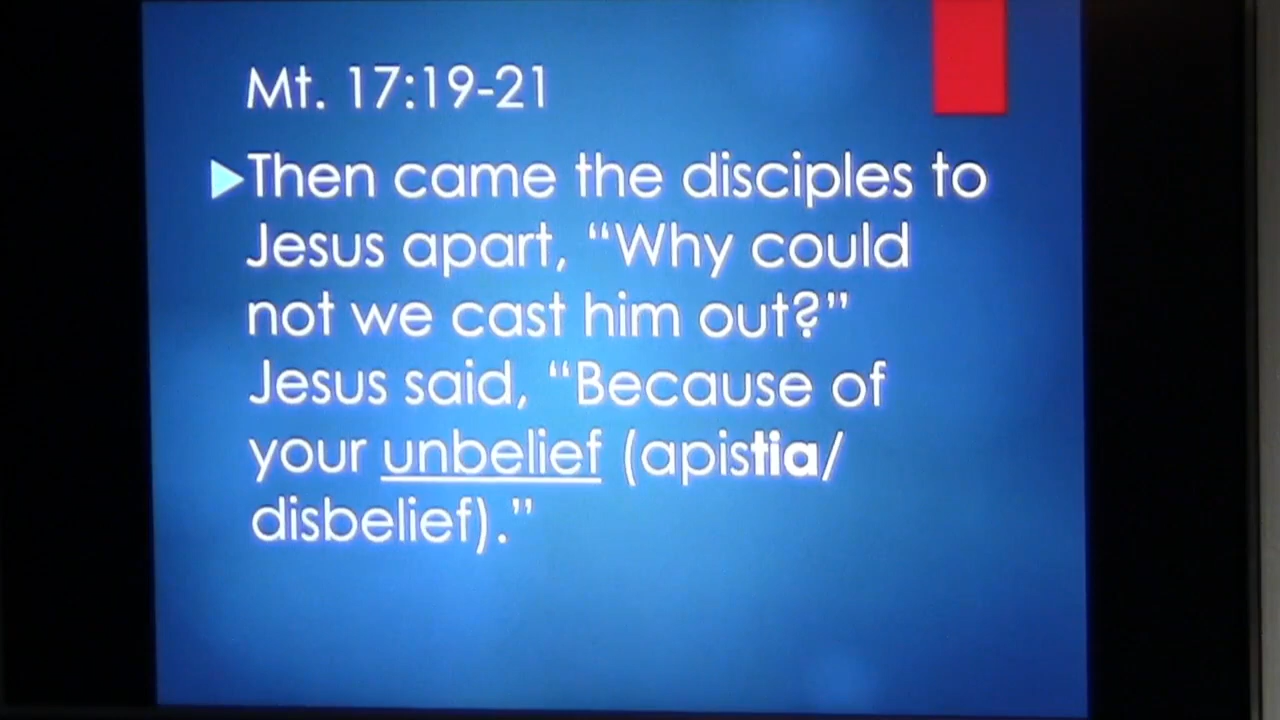 Mt. 17:19-21
Then came the disciples to
Jesus apart, “Why could
not we cast him out?”
Jesus said, “Because of
your unbelief (apistia/
disbelief).”